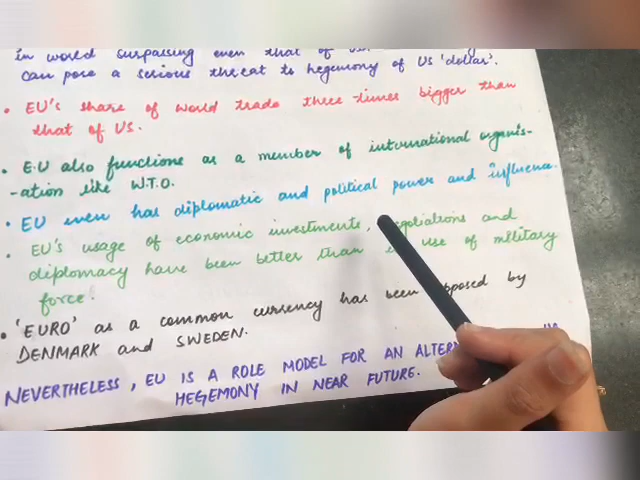 in world surpassing even that of US.
can pose a serious threat to hegemony of US 'dollar'.
• EU's share of world trade three-times bigger than
that of US.
• E.U also functions as a member of international organis-
-ation like W.T.O.
• EU even has diplomatic and political power and influence.
• EU's usage of economic investments, negotiations and
diplomacy have been better than use of military
force.
• 'EURO' as a common currency has been opposed by
DENMARK and SWEDEN.
NEVERTHELESS, EU IS A ROLE MODEL FOR AN
HEGEMONY IN NEAR FUTURE.